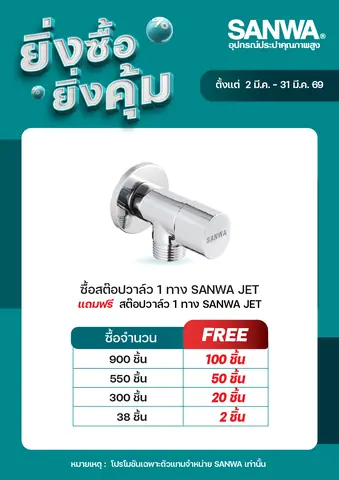 ยิ่งซื้อ
ยิ่งคุ้ม
SANWA®
อุปกรณ์ประปาคุณภาพสูง
ตั้งแต่ 2 มี.ค. - 31 มี.ค. 69
SANWA
ซื้อสต๊อปวาล์ว 1 ทาง SANWA JET
แถมฟรี สต๊อปวาล์ว 1 ทาง SANWA JET
ซื้อจำนวน FREE
900 ชิ้น 100 ชิ้น
550 ชิ้น 50 ชิ้น
300 ชิ้น 20 ชิ้น
38 ชิ้น 2 ชิ้น
หมายเหตุ : โปรโมชันเฉพาะตัวแทนจำหน่าย SANWA เท่านั้น